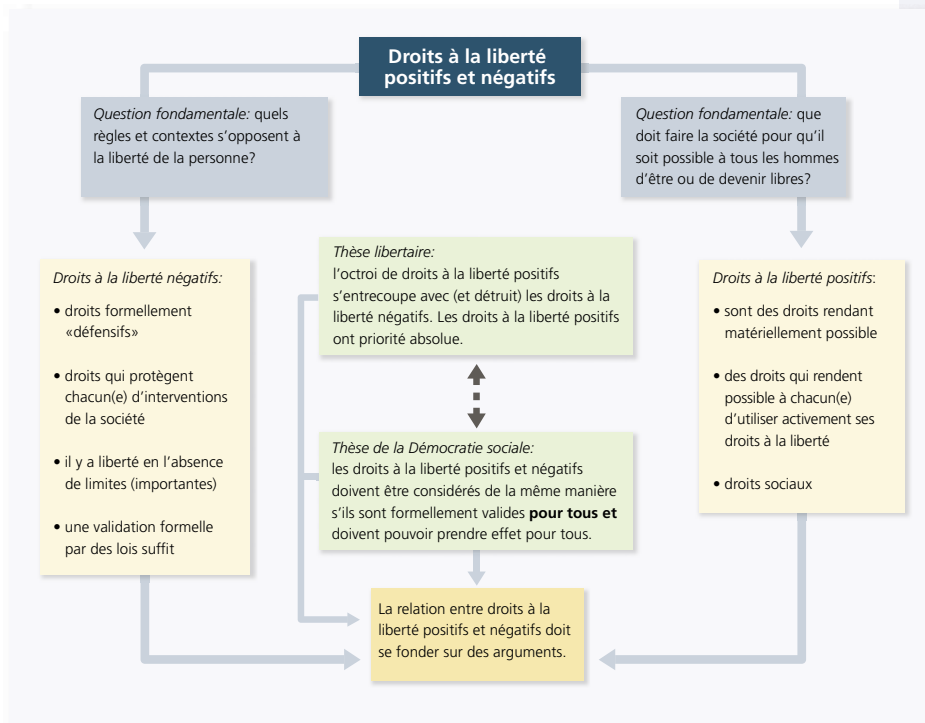 Droits à la liberté
positifs et négatifs
Question fondamentale: quels
règles et contextes s'opposent à
la liberté de la personne?
Question fondamentale: que
doit faire la société pour qu'il
soit possible à tous les hommes
d'être ou de devenir libres?
Droits à la liberté négatifs:
• droits formellement
«défensifs»
• droits qui protègent
chacun(e) d'interventions
de la société
• il y a liberté en l'absence
de limites (importantes)
• une validation formelle
par des lois suffit
Thèse libertaire:
l'octroi de droits à la liberté positifs
s'entrecoupe avec (et détruit) les droits à la
liberté négatifs. Les droits à la liberté positifs
ont priorité absolue.
Thèse de la Démocratie sociale:
les droits à la liberté positifs et négatifs
doivent être considérés de la même manière
s'ils sont formellement valides pour tous et
doivent pouvoir prendre effet pour tous.
Droits à la liberté positifs:
• sont des droits rendant
matériellement possible
• des droits qui rendent
possible à chacun(e)
d'utiliser activement ses
droits à la liberté
• droits sociaux
La relation entre droits à la
liberté positifs et négatifs doit
se fonder sur des arguments.